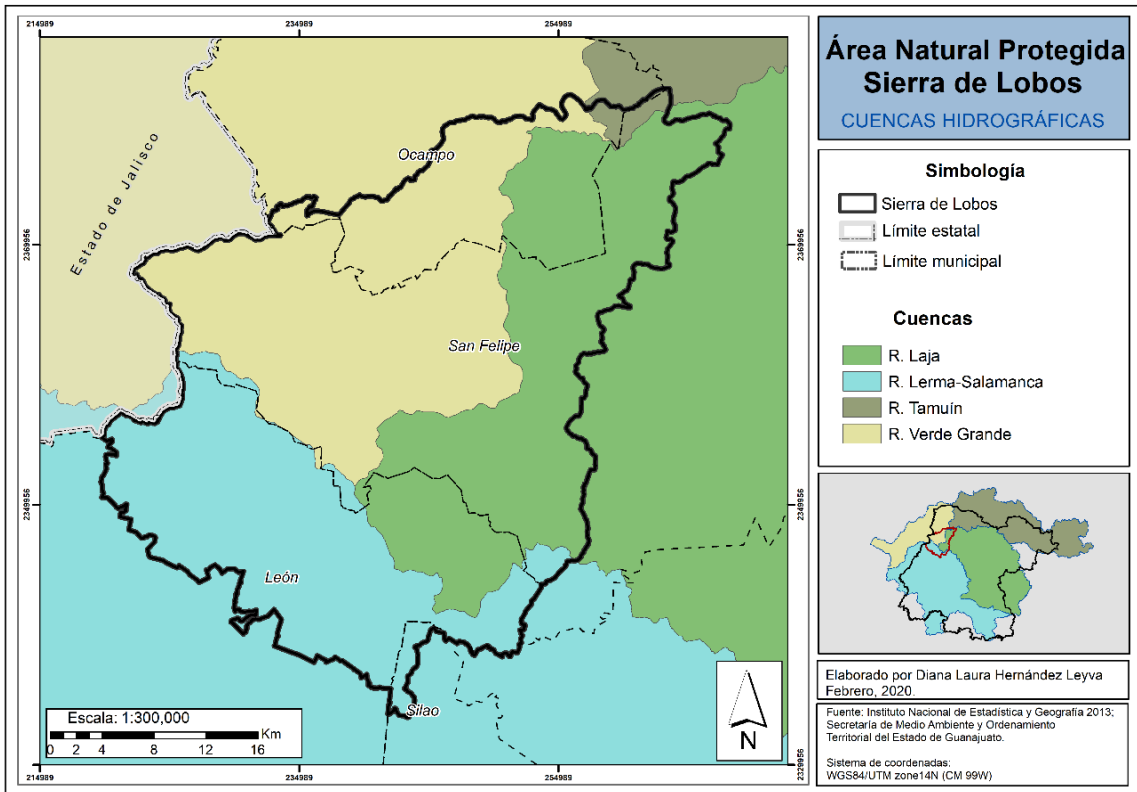 214989
234989
254989
Área Natural Protegida
Sierra de Lobos
CUENCAS HIDROGRÁFICAS
Simbología
Sierra de Lobos
Límite estatal
Límite municipal
Cuencas
R. Laja
R. Lerma-Salamanca
R. Tamuín
R. Verde Grande
Estado de Jalisco
Ocampo
San Felipe
León
Silao
2369956
2369956
2349956
2349956
2329956
Escala: 1:300,000
Km
0 2 4 8 12 16
N
214989
234989
254989
Elaborado por Diana Laura Hernández Leyva
Febrero, 2020.
Fuente: Instituto Nacional de Estadística y Geografía 2013;
Secretaría de Medio Ambiente y Ordenamiento
Territorial del Estado de Guanajuato.
Sistema de coordenadas:
WGS84/UTM zone14N (CM 99W)